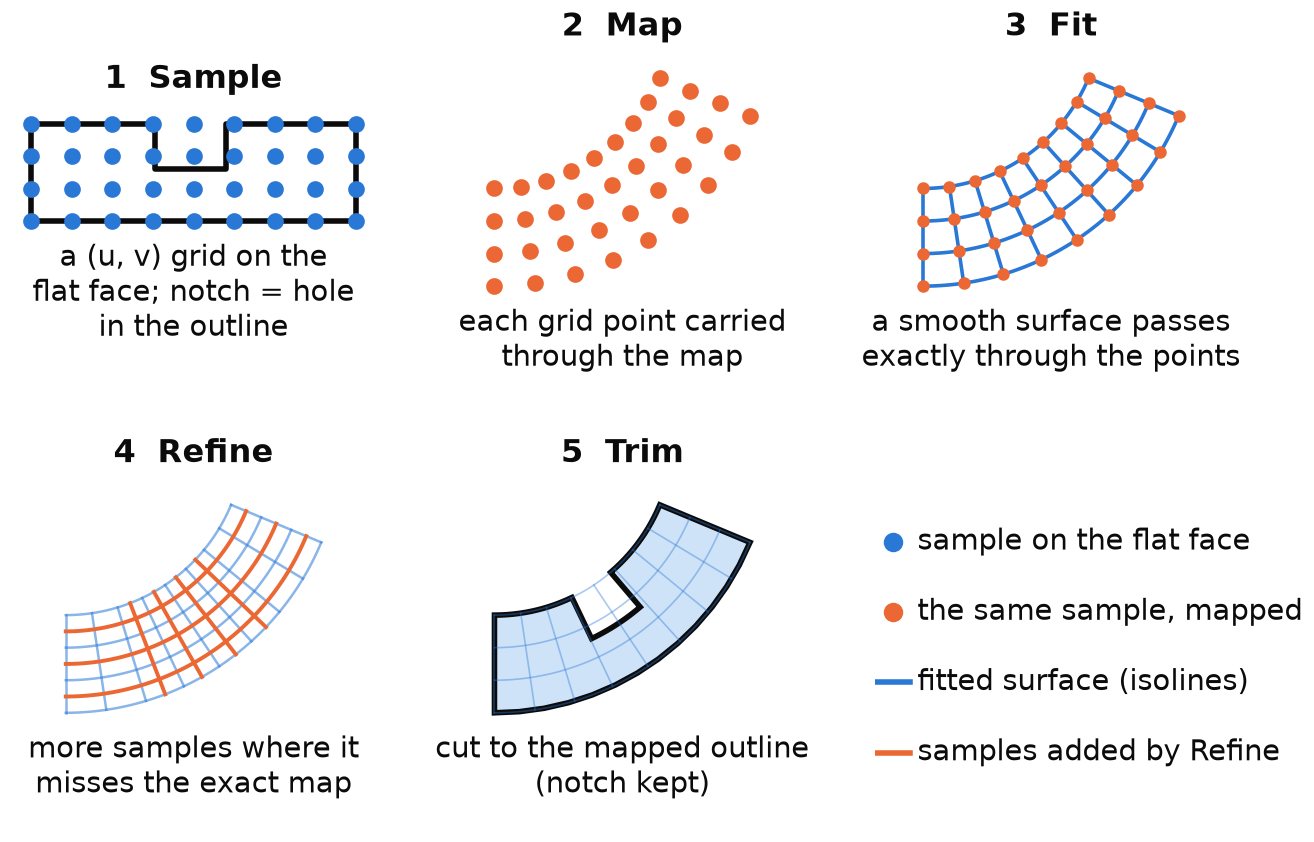 1 Sample
a (u, v) grid on the
flat face; notch = hole
in the outline
2 Map
each grid point carried
through the map
3 Fit
a smooth surface passes
exactly through the points
4 Refine
more samples where it
misses the exact map
5 Trim
cut to the mapped outline
(notch kept)
sample on the flat face
the same sample, mapped
fitted surface (isolines)
samples added by Refine